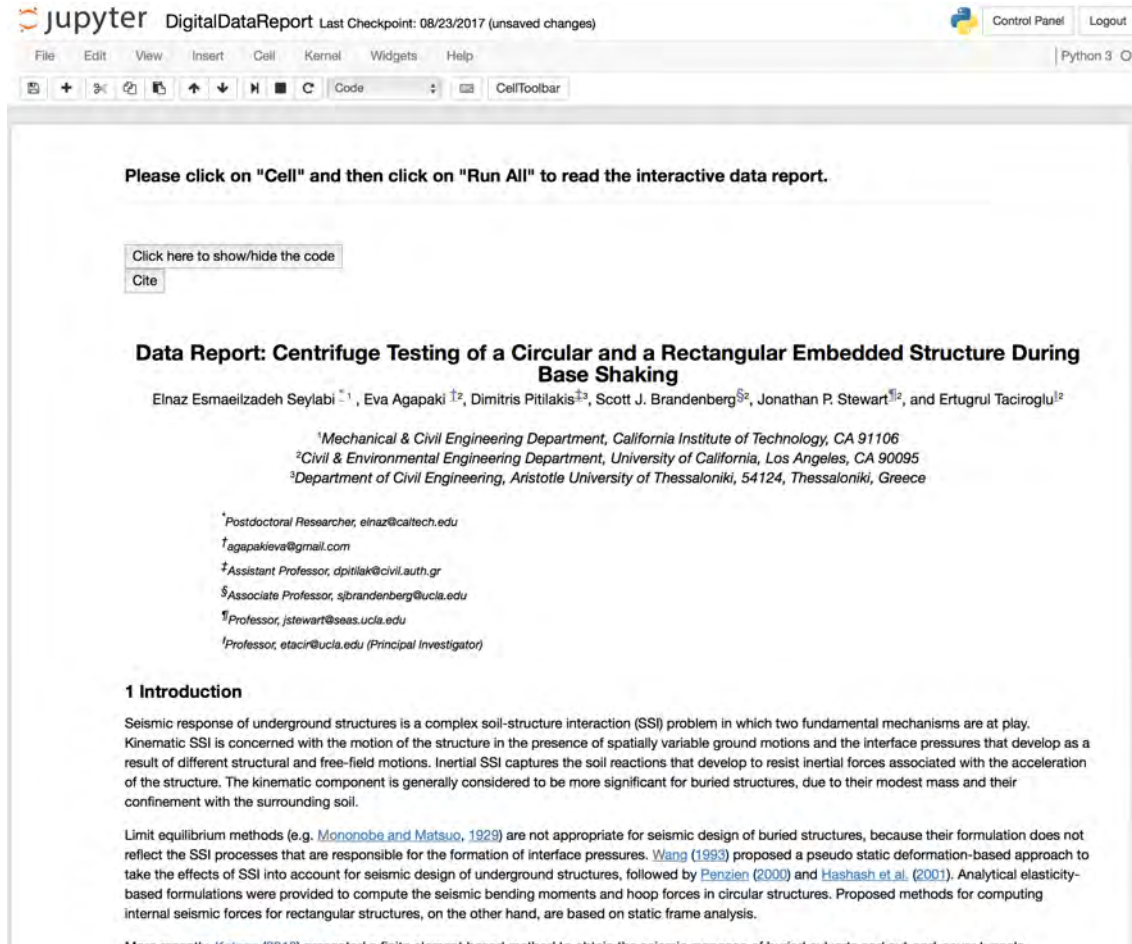 jupyter DigitalDataReport Last Checkpoint: 08/23/2017 (unsaved changes) Control Panel Logout
File Edit View Insert Cell Kernel Widgets Help Python 3 O
Code CellToolbar
Please click on "Cell" and then click on "Run All" to read the interactive data report.
Click here to show/hide the code
Cite
Data Report: Centrifuge Testing of a Circular and a Rectangular Embedded Structure During
Base Shaking
Elnaz Esmaeilzadeh Seylabi *1 , Eva Agapaki †2, Dimitris Pitilakis‡3, Scott J. Brandenberg§2, Jonathan P. Stewart¶2, and Ertugrul Taciroglu!2
1Mechanical & Civil Engineering Department, California Institute of Technology, CA 91106
2Civil & Environmental Engineering Department, University of California, Los Angeles, CA 90095
3Department of Civil Engineering, Aristotle University of Thessaloniki, 54124, Thessaloniki, Greece
*Postdoctoral Researcher, elnaz@caltech.edu
†agapakieva@gmail.com
‡Assistant Professor, dpitilak@civil.auth.gr
§Associate Professor, sjbrandenberg@ucla.edu
¶Professor, jstewart@seas.ucla.edu
!Professor, etacir@ucla.edu (Principal Investigator)
1 Introduction
Seismic response of underground structures is a complex soil-structure interaction (SSI) problem in which two fundamental mechanisms are at play.
Kinematic SSI is concerned with the motion of the structure in the presence of spatially variable ground motions and the interface pressures that develop as a
result of different structural and free-field motions. Inertial SSI captures the soil reactions that develop to resist inertial forces associated with the acceleration
of the structure. The kinematic component is generally considered to be more significant for buried structures, due to their modest mass and their
confinement with the surrounding soil.
Limit equilibrium methods (e.g. Mononobe and Matsuo, 1929) are not appropriate for seismic design of buried structures, because their formulation does not
reflect the SSI processes that are responsible for the formation of interface pressures. Wang (1993) proposed a pseudo static deformation-based approach to
take the effects of SSI into account for seismic design of underground structures, followed by Penzien (2000) and Hashash et al. (2001). Analytical elasticity-
based formulations were provided to compute the seismic bending moments and hoop forces in circular structures. Proposed methods for computing
internal seismic forces for rectangular structures, on the other hand, are based on static frame analysis.